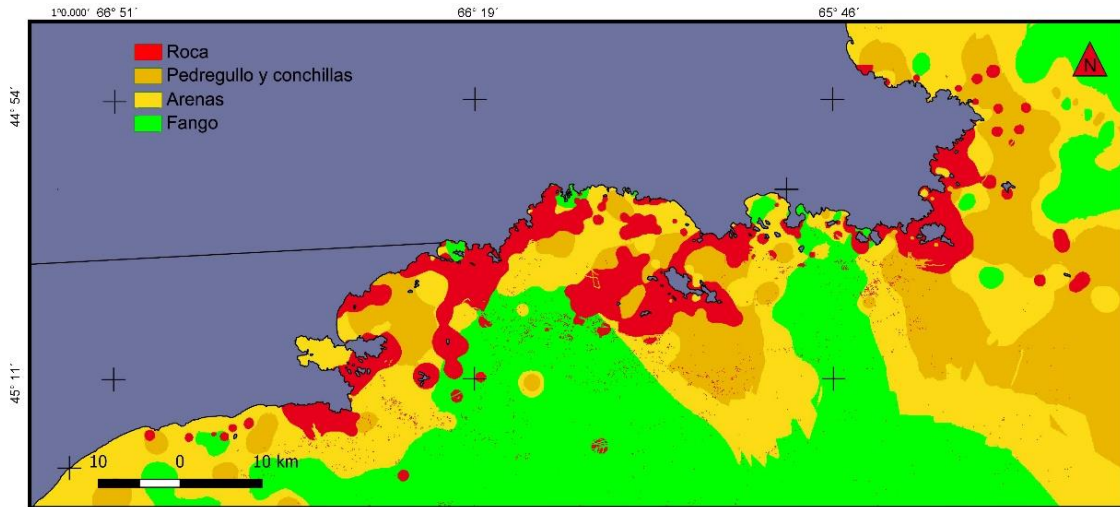 1°0.000′ 66° 51′
66° 19′
65° 46′
N
Roca
Pedregullo y conchillas
Arenas
Fango
44° 54′
45° 11′
10 0 10 km